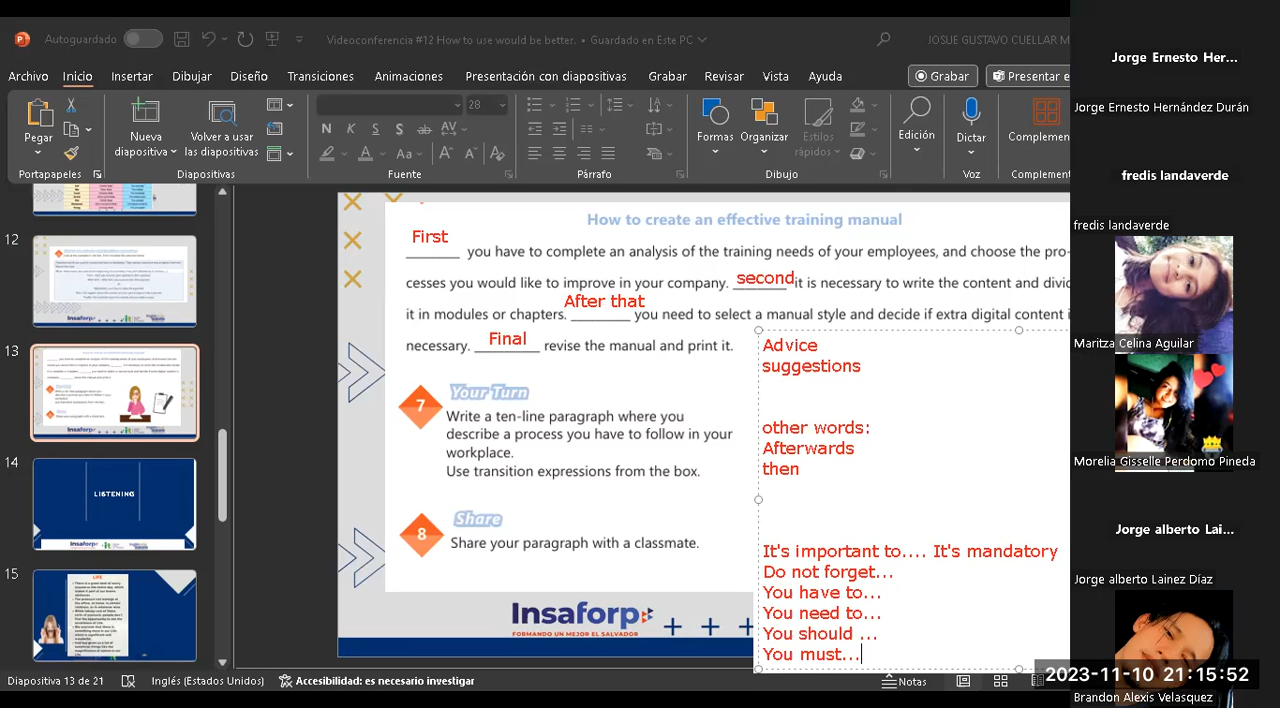 Autoguardado
Videoconferencia #12 How to use would be better. • Guardado en Este PC
JOSUE GUSTAVO CUELLAR M
Archivo Inicio Insertar Dibujar Diseño Transiciones Animaciones Presentación con diapositivas Grabar Revisar Vista Ayuda
Grabar
Presentar e
Pegar
Nueva diapositiva
Volver a usar las diapositivas
28
N K S S ab AV
Aa A A
Formas
Organizar
Estilos rápidos
Edición
Dictar
Complemen
Portapapeles
Diapositivas
Fuente
Párrafo
Dibujo
Voz
Complement
12
13
14
LISTENING
15
LIFE
How to create an effective training manual
First
you have to complete an analysis of the training needs of your employees, and choose the pro-
cesses you would like to improve in your company. second it is necessary to write the content and divid
After that
it in modules or chapters. you need to select a manual style and decide if extra digital content i
necessary. Final revise the manual and print it.
7
Your Turn
Write a ten-line paragraph where you
describe a process you have to follow in your
workplace.
Use transition expressions from the box.
8
Share
Share your paragraph with a classmate.
Advice
suggestions
other words:
Afterwards
then
It's important to.... It's mandatory
Do not forget...
You have to...
You need to...
You should ...
You must...
Insaforp
FORMANDO UN MEJOR EL SALVADOR
Diapositiva 13 de 21
Inglés (Estados Unidos)
Accesibilidad: es necesario investigar
Notas
Jorge Ernesto Her...
Jorge Ernesto Hernández Durán
fredis landaverde
fredis landaverde
Maritza Celina Aguilar
Morelia Gisselle Perdomo Pineda
Jorge alberto Lai...
Jorge alberto Lainez Díaz
2023-11-10 21:15:52
Brandon Alexis Velasquez